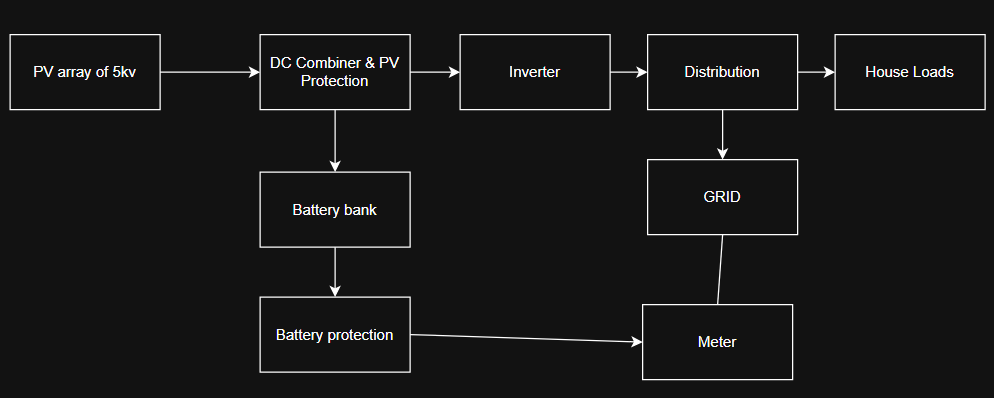 PV array of 5kv
DC Combiner & PV
Protection
Inverter
Distribution
House Loads
Battery bank
GRID
Battery protection
Meter